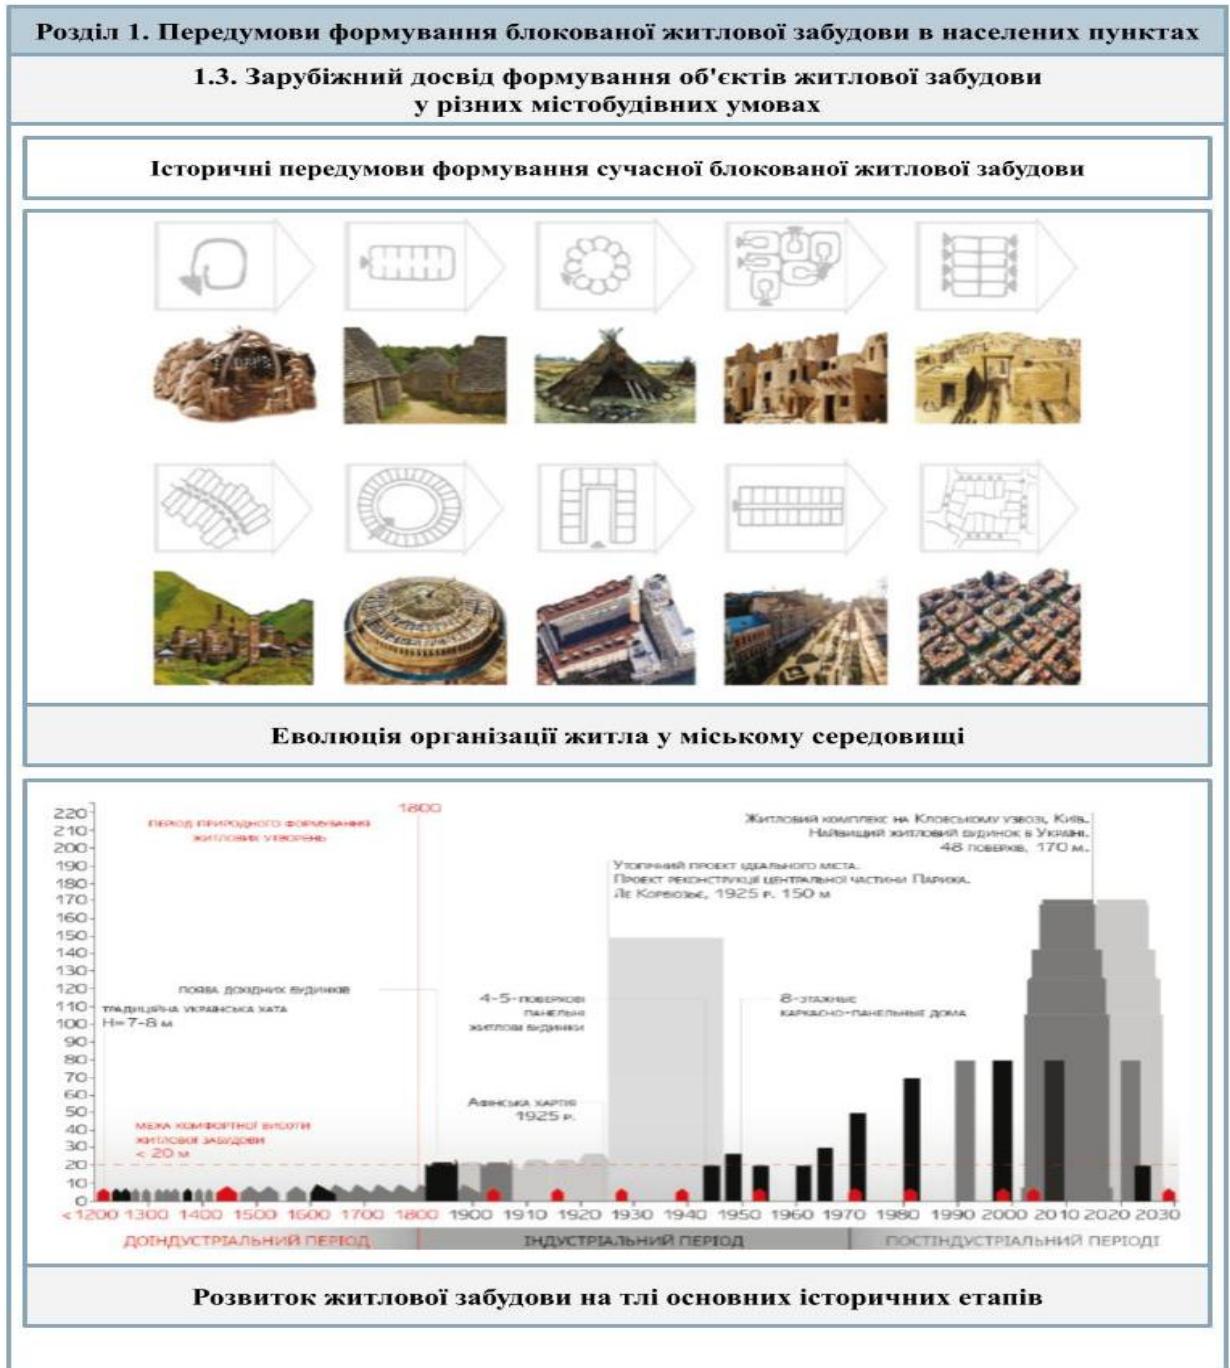 Розділ 1. Передумови формування блокованої житлової забудови в населених пунктах
1.3. Зарубіжний досвід формування об'єктів житлової забудови
у різних містобудівних умовах
Історичні передумови формування сучасної блокованої житлової забудови
Еволюція організації житла у міському середовищі
220
210
200
190
180
170
160
150
140
130
120
110
100
90
80
70
60
50
40
30
20
10
0
ПЕРІОД ПРИРОДНОГО ФОРМУВАННЯ
ЖИТЛОВИХ УТВОРЕНЬ
1800
Житловий комплекс на Кловському узвозі, Київ.
Найвищий житловий будинок в Україні.
48 поверхів, 170 м.
Утопічний проект ідеального міста.
Проект реконструкції центральної частини Парижа.
Лє Корбюзьє, 1925 р. 150 м
ПОЯВА ДОХІДНИХ БУДИНКІВ
ТРАДИЦІЙНА УКРАЇНСЬКА ХАТА
H=7-8 м
4-5-поверхові
панельні
житлові будинки
8-этажные
каркасно-панельные дома
Афінська хартія
1925 р.
МЕЖА КОМФОРТНОЇ ВИСОТИ
ЖИТЛОВОЇ ЗАБУДОВИ
< 20 м
<1200 1300 1400 1500 1600 1700 1800 1900 1910 1920 1930 1940 1950 1960 1970 1980 1990 2000 2010 2020 2030
ДОІНДУСТРІАЛЬНИЙ ПЕРІОД ІНДУСТРІАЛЬНИЙ ПЕРІОД ПОСТІНДУСТРІАЛЬНИЙ ПЕРІОДІ
Розвиток житлової забудови на тлі основних історичних етапів